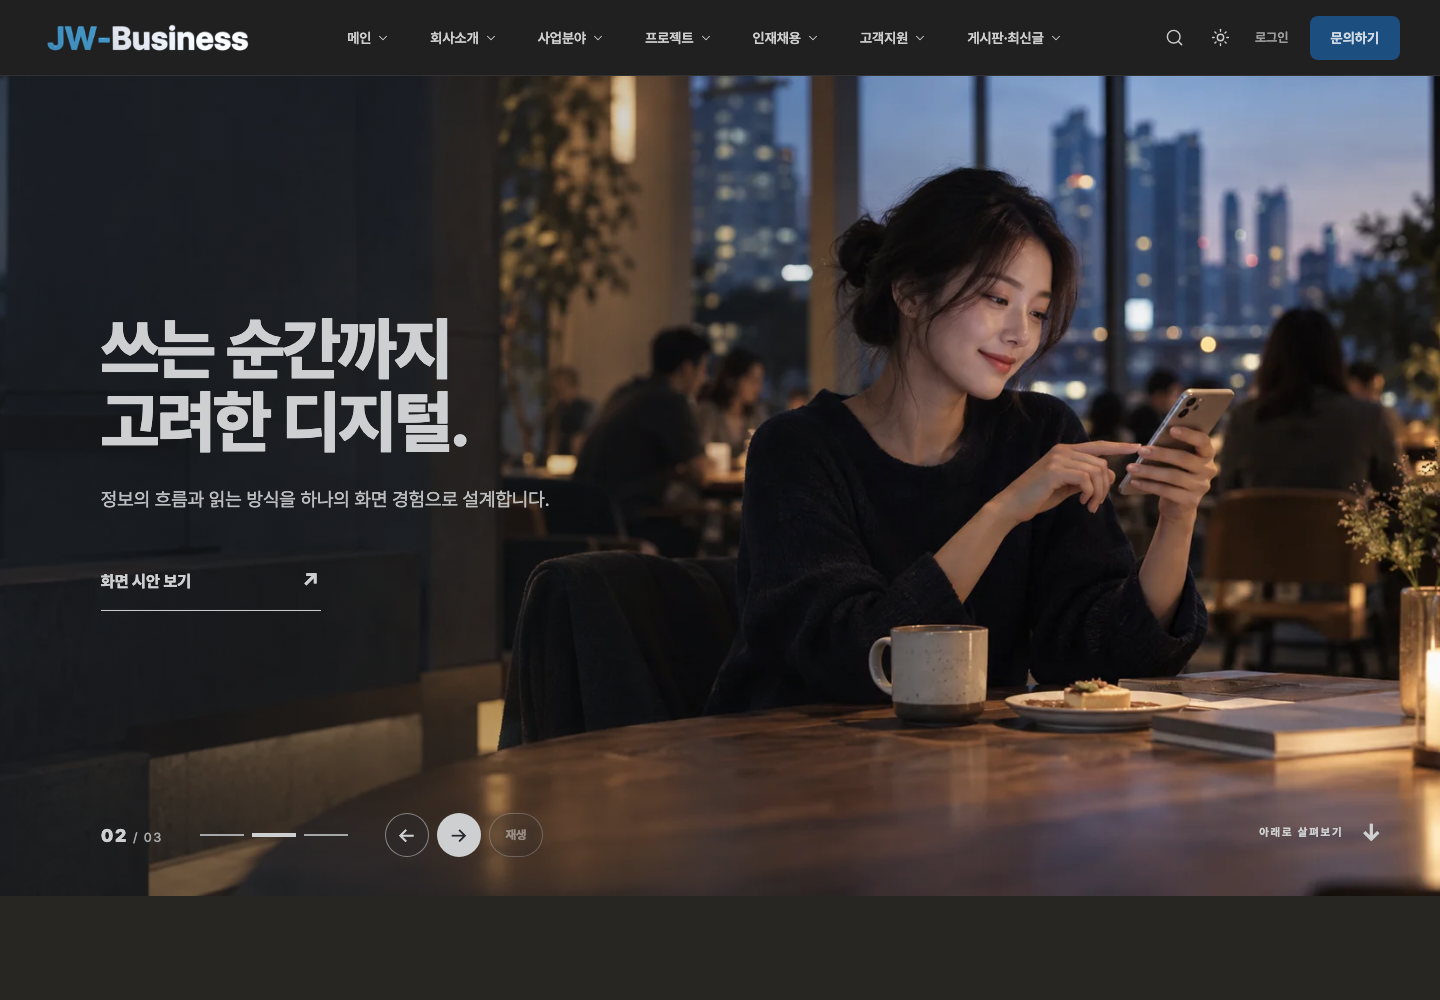 JW-Business
메인
회사소개
사업분야
프로젝트
인재채용
고객지원
게시판·최신글
로그인
문의하기
쓰는 순간까지
고려한 디지털.
정보의 흐름과 읽는 방식을 하나의 화면 경험으로 설계합니다.
화면 시안 보기
02 / 03
재생
아래로 살펴보기